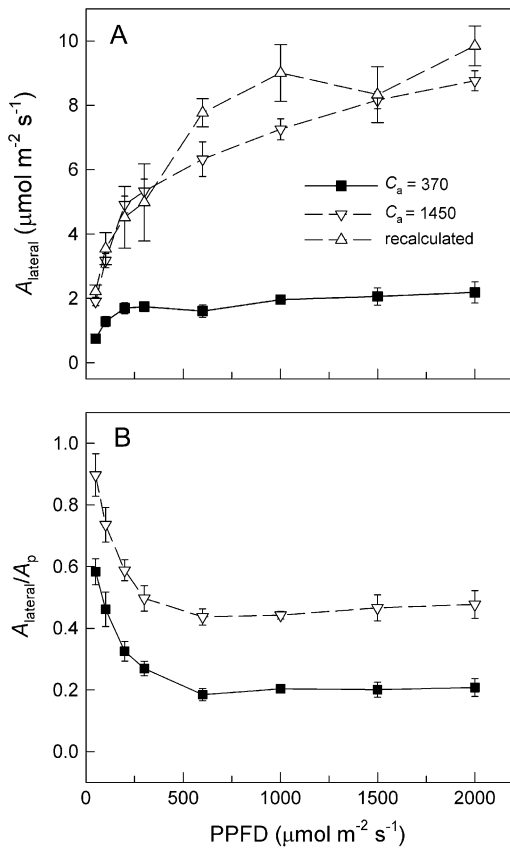 A
10
8
6
4
2
0
A_lateral (μmol m⁻² s⁻¹)
C_a = 370
C_a = 1450
recalculated
B
1.0
0.8
0.6
0.4
0.2
0.0
A_lateral/A_p
0 500 1000 1500 2000
PPFD (μmol m⁻² s⁻¹)